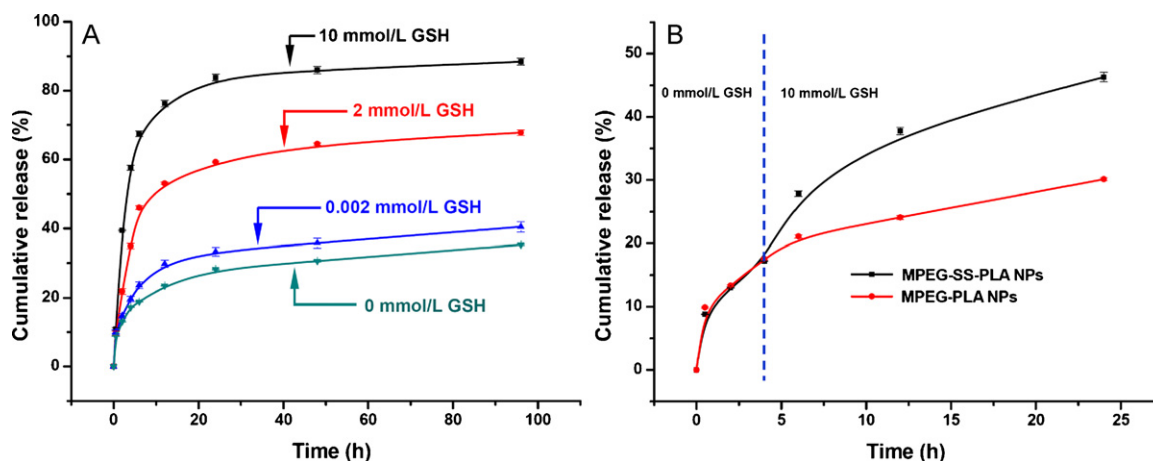 A
10 mmol/L GSH
2 mmol/L GSH
0.002 mmol/L GSH
0 mmol/L GSH
Cumulative release (%)
100
80
60
40
20
0
0 20 40 60 80 100
Time (h)
B
0 mmol/L GSH 10 mmol/L GSH
MPEG-SS-PLA NPs
MPEG-PLA NPs
Cumulative release (%)
50
40
30
20
10
0
0 5 10 15 20 25
Time (h)